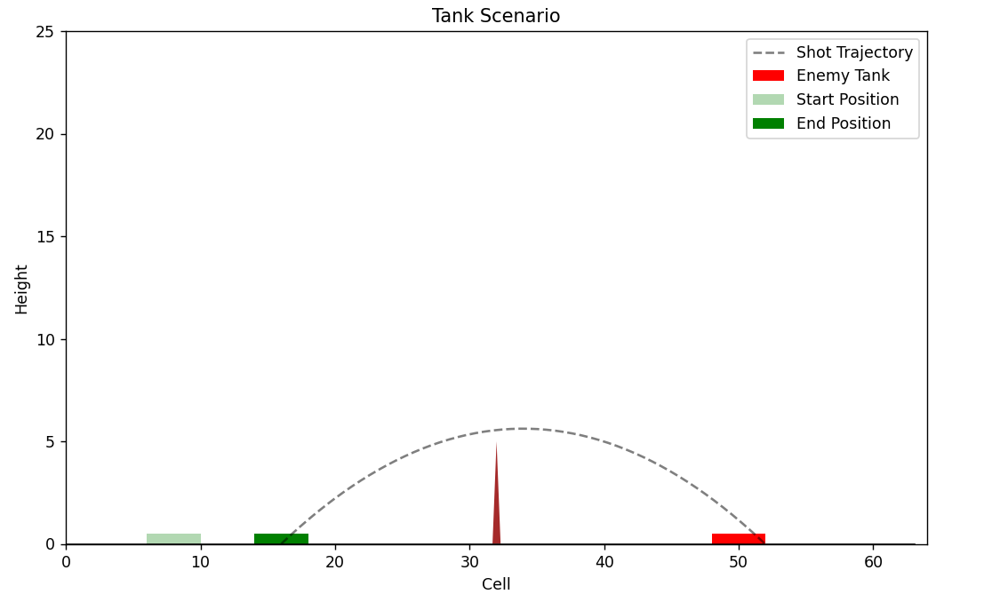 Tank Scenario
25
20
15
10
5
0
Height
0 10 20 30 40 50 60
Cell
Shot Trajectory
Enemy Tank
Start Position
End Position